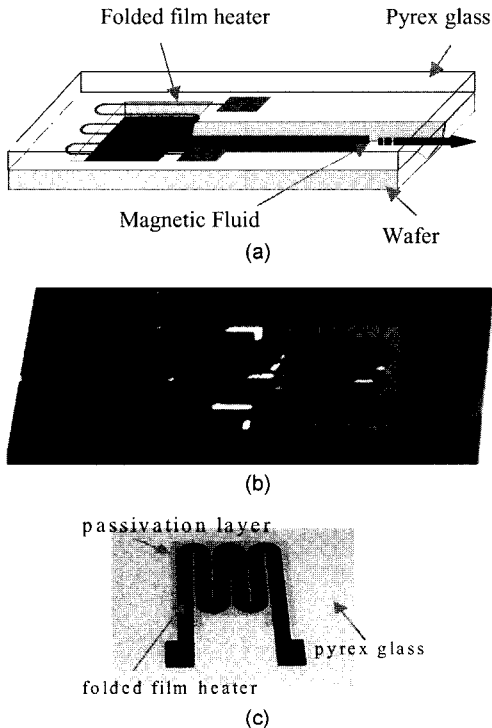 Folded film heater
Pyrex glass
Magnetic Fluid
Wafer
(a)
(b)
passivation layer
pyrex glass
folded film heater
(c)